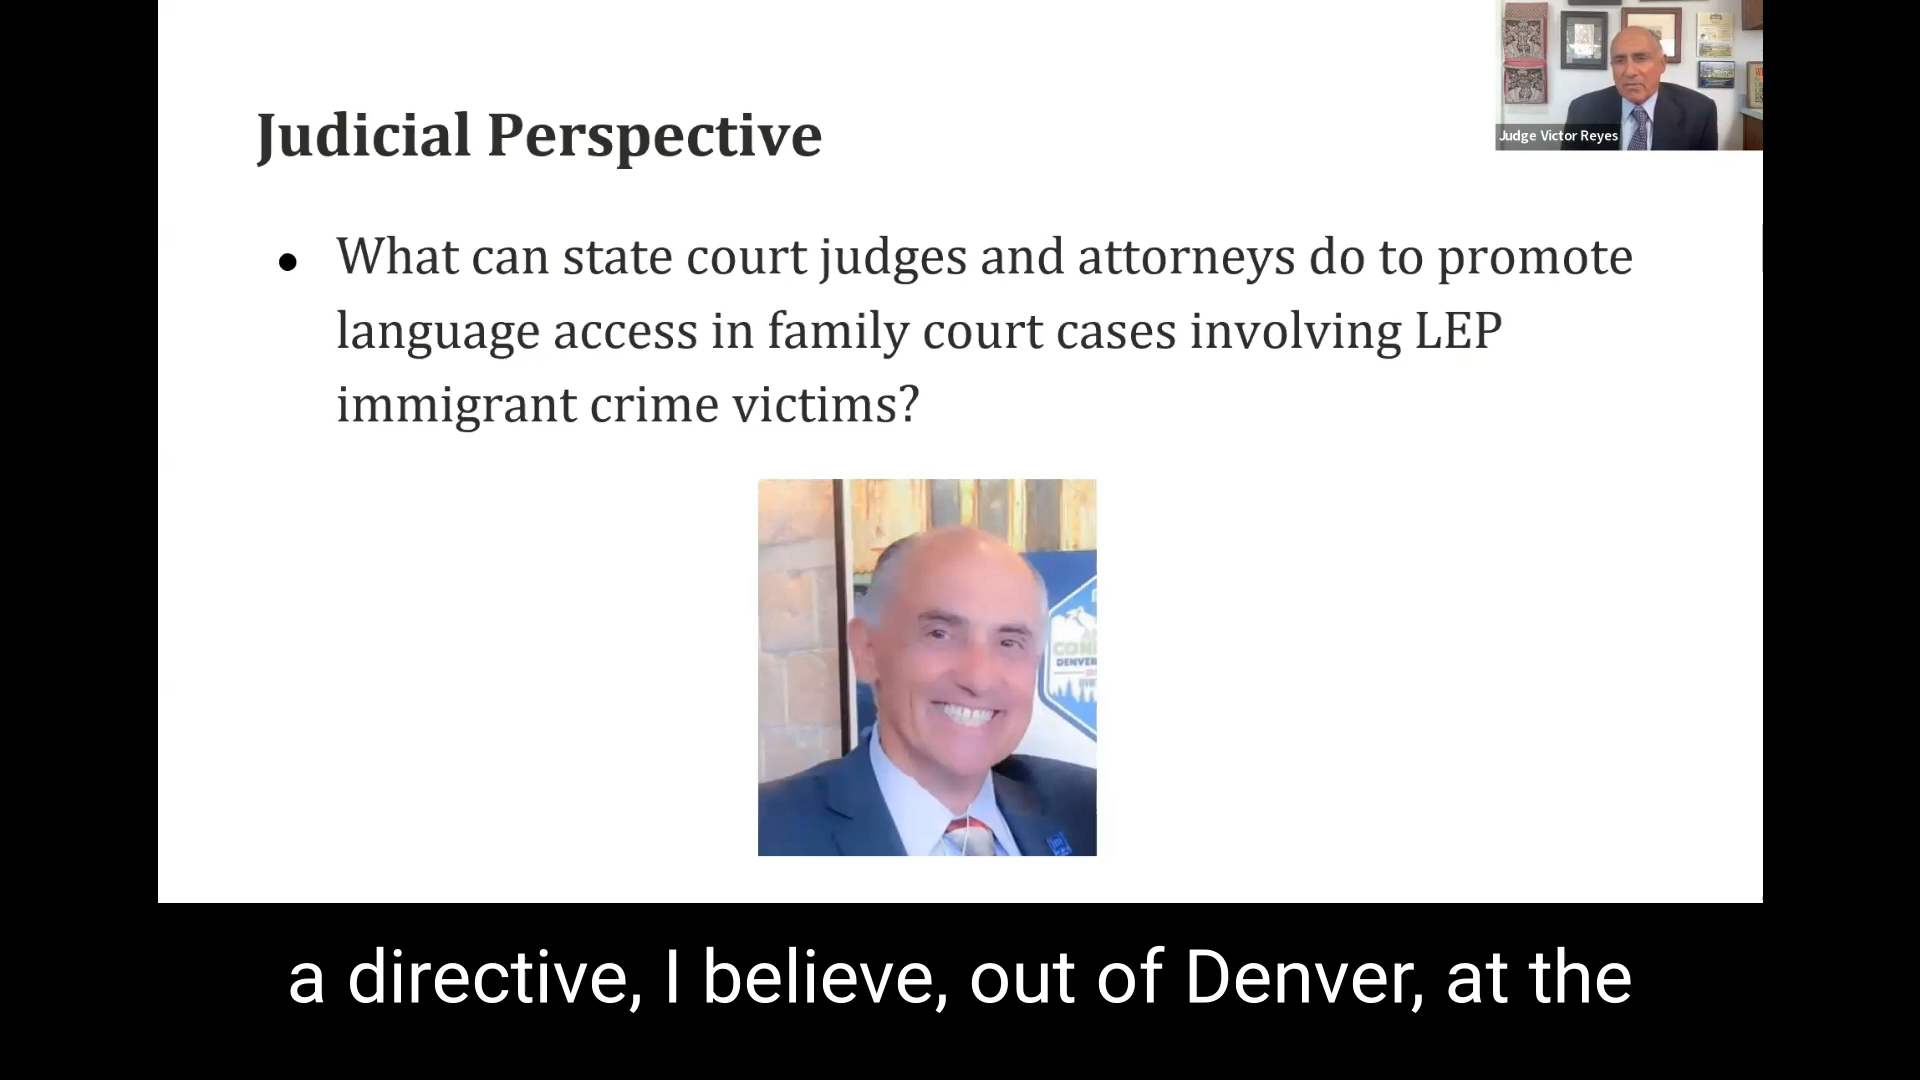 Judicial Perspective
Judge Victor Reyes
• What can state court judges and attorneys do to promote
language access in family court cases involving LEP
immigrant crime victims?
DENVER
a directive, I believe, out of Denver, at the